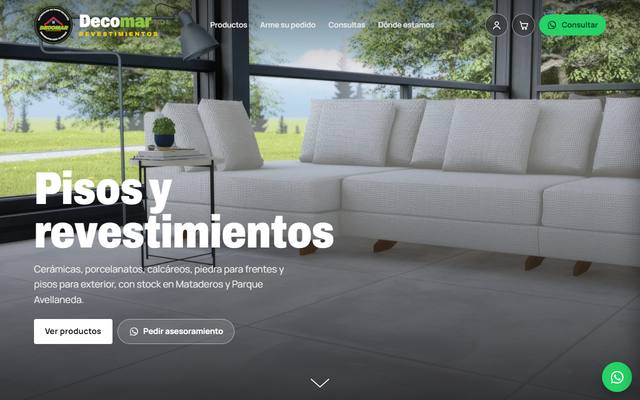 DECOMAR
Decomar
REVESTIMIENTOS
Productos
Arme su pedido
Consultas
Dónde estamos
Consultar
Pisos y
revestimientos
Cerámicas, porcelanatos, calcáreos, piedra para frentes y
pisos para exterior, con stock en Mataderos y Parque
Avellaneda.
Ver productos
Pedir asesoramiento